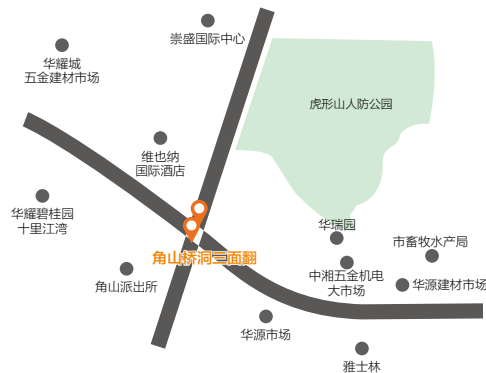 崇盛国际中心
华耀城
五金建材市场
虎形山人防公园
维也纳
国际酒店
华耀碧桂园
十里江湾
华瑞园
市畜牧水产局
角山桥洞三面翻
中湘五金机电
大市场
角山派出所
华源建材市场
华源市场
雅士林